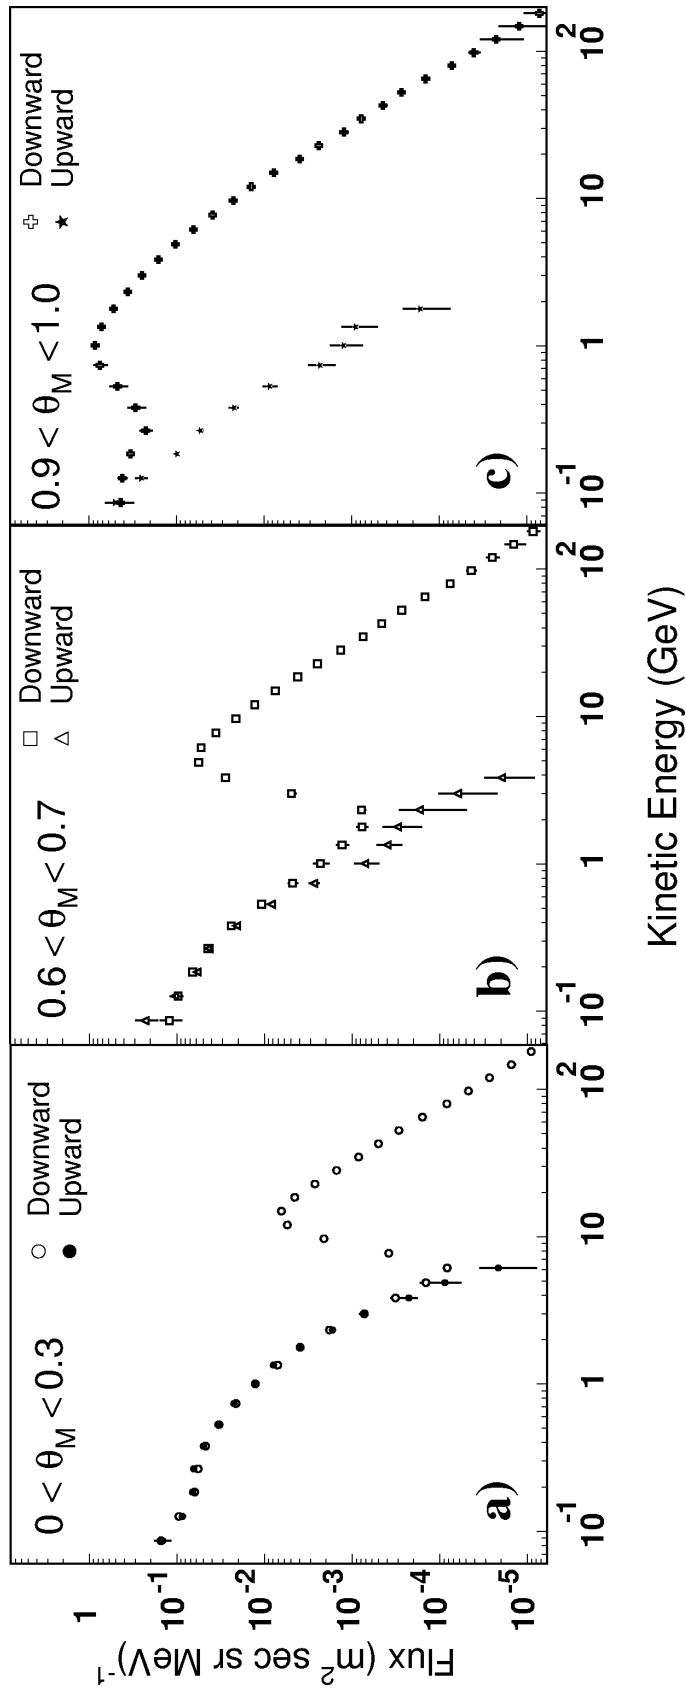 Flux (m² sec sr MeV)⁻¹
1
10⁻¹
10⁻²
10⁻³
10⁻⁴
10⁻⁵
0 < θM < 0.3
○ Downward
● Upward
a)
10⁻¹ 1 10 10²
0.6 < θM < 0.7
□ Downward
△ Upward
b)
10⁻¹ 1 10 10²
0.9 < θM < 1.0
Downward
★ Upward
c)
10⁻¹ 1 10 10²
Kinetic Energy (GeV)